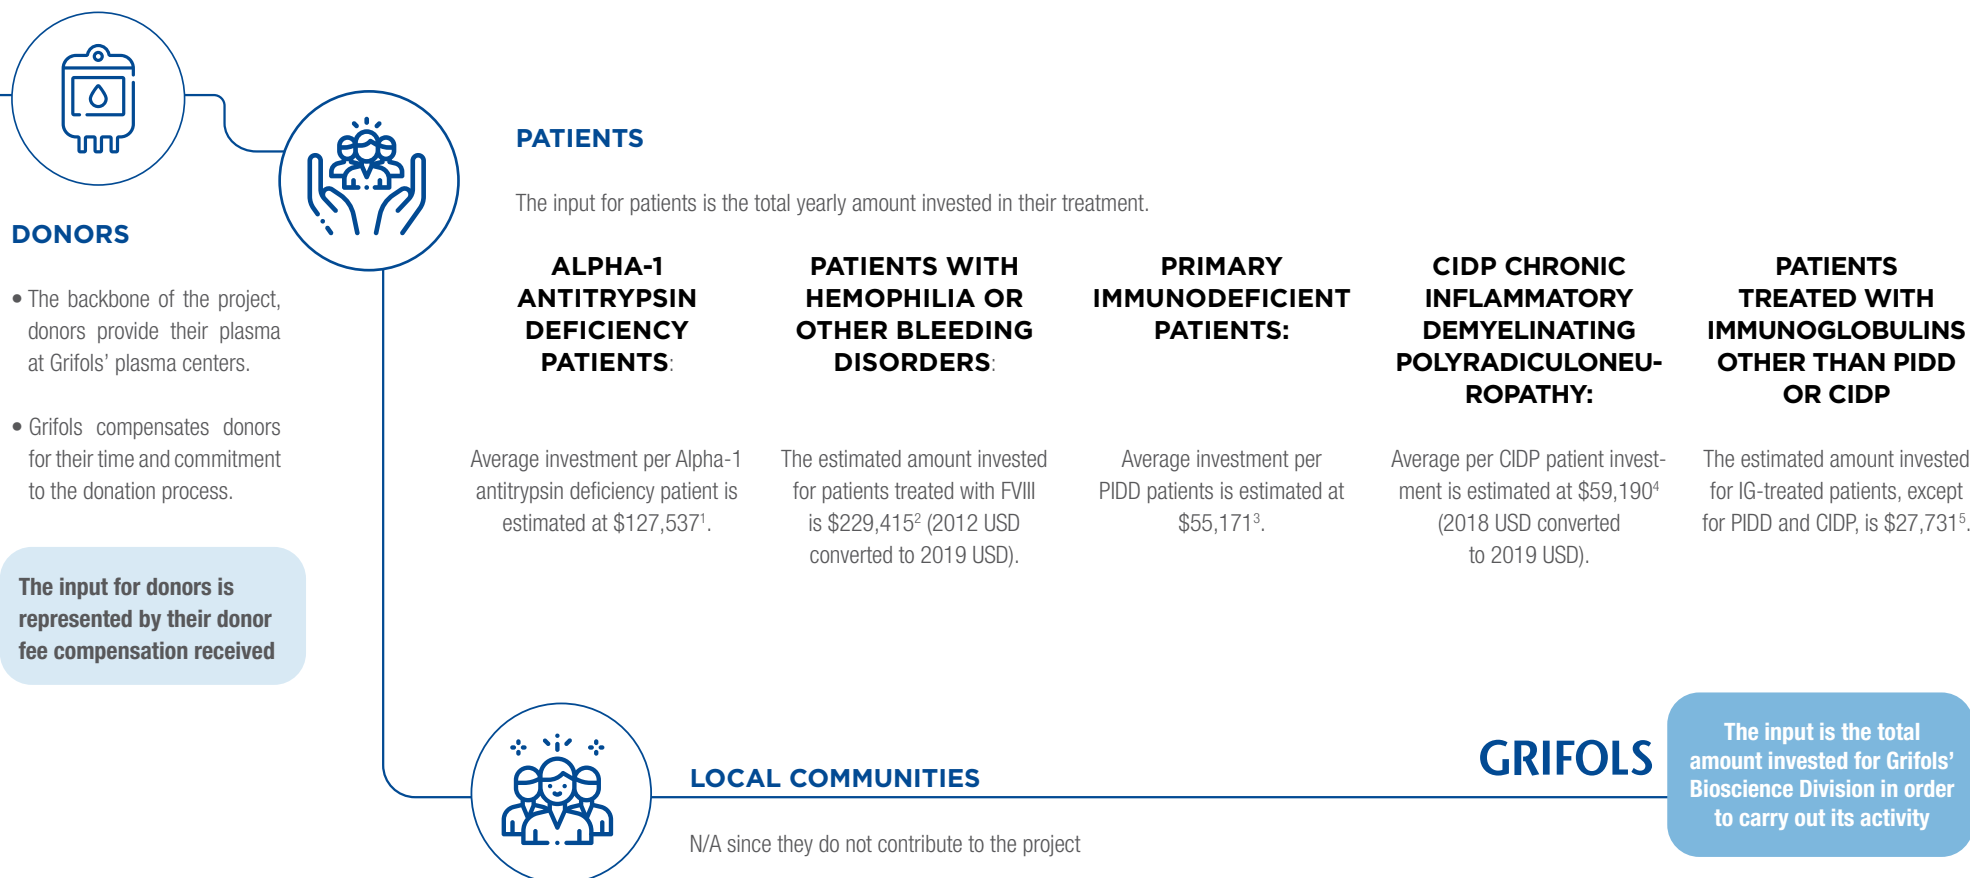 DONORS
• The backbone of the project,
donors provide their plasma
at Grifols' plasma centers.
• Grifols compensates donors
for their time and commitment
to the donation process.
The input for donors is
represented by their donor
fee compensation received
PATIENTS
The input for patients is the total yearly amount invested in their treatment.
ALPHA-1
ANTITRYPSIN
DEFICIENCY
PATIENTS:
Average investment per Alpha-1
antitrypsin deficiency patient is
estimated at $127,537¹.
PATIENTS WITH
HEMOPHILIA OR
OTHER BLEEDING
DISORDERS:
The estimated amount invested
for patients treated with FVIII
is $229,415² (2012 USD
converted to 2019 USD).
PRIMARY
IMMUNODEFICIENT
PATIENTS:
Average investment per
PIDD patients is estimated at
$55,171³.
CIDP CHRONIC
INFLAMMATORY
DEMYELINATING
POLYRADICULONEU-
ROPATHY:
Average per CIDP patient invest-
ment is estimated at $59,190⁴
(2018 USD converted
to 2019 USD).
PATIENTS
TREATED WITH
IMMUNOGLOBULINS
OTHER THAN PIDD
OR CIDP
The estimated amount invested
for IG-treated patients, except
for PIDD and CIDP, is $27,731⁵.
LOCAL COMMUNITIES
N/A since they do not contribute to the project
GRIFOLS
The input is the total
amount invested for Grifols'
Bioscience Division in order
to carry out its activity